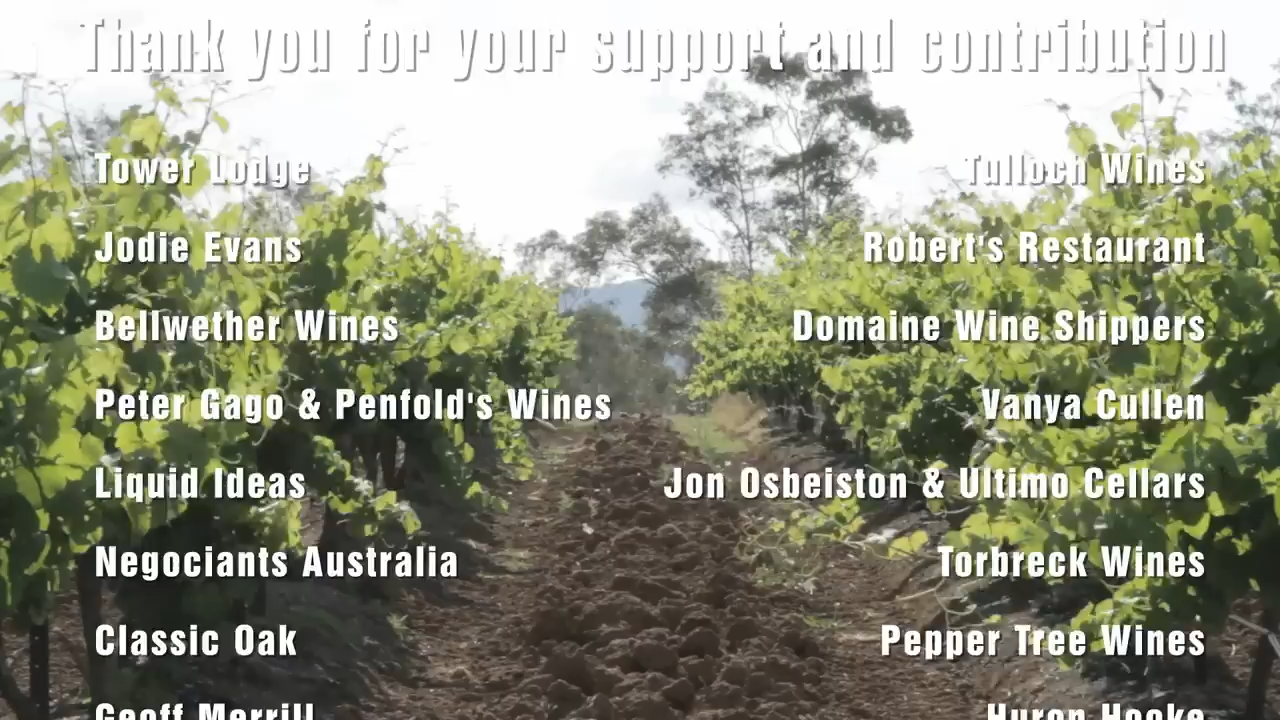 Thank you for your support and contribution
Tower Lodge
Tulloch Wines
Jodie Evans
Robert's Restaurant
Bellwether Wines
Domaine Wine Shippers
Peter Gago & Penfold's Wines
Vanya Cullen
Liquid Ideas
Jon Osbeiston & Ultimo Cellars
Negociants Australia
Torbreck Wines
Classic Oak
Pepper Tree Wines
Geoff Merrill
Huron Hooke